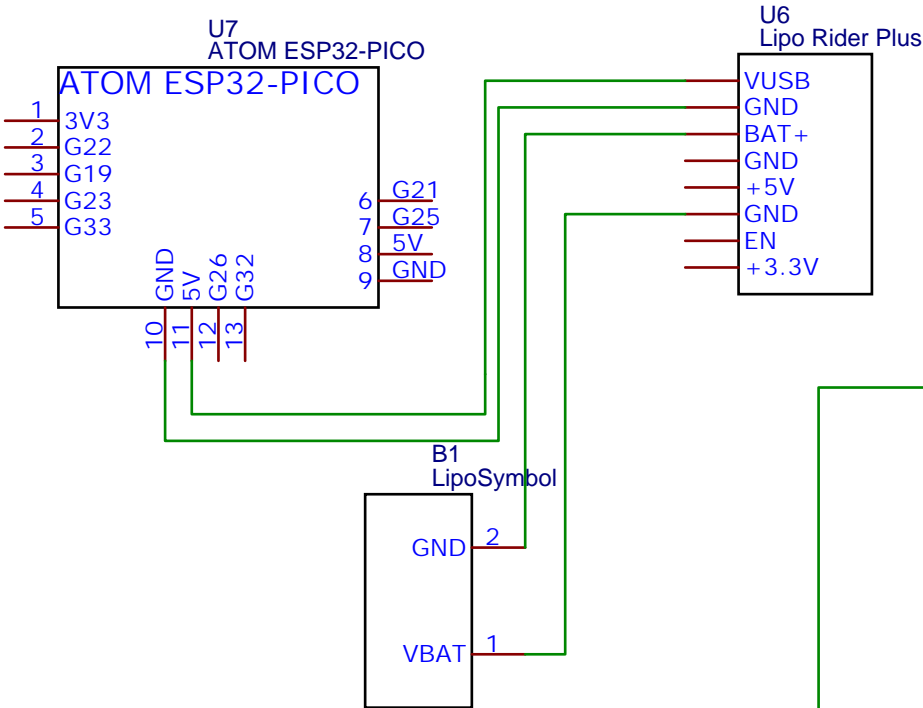 U7
ATOM ESP32-PICO
ATOM ESP32-PICO
1 3V3
2 G22
3 G19
4 G23
5 G33
6 G21
7 G25
8 5V
9 GND
10 GND
11 5V
12 G26
13 G32
U6
Lipo Rider Plus
VUSB
GND
BAT+
GND
+5V
GND
EN
+3.3V
B1
LipoSymbol
GND 2
VBAT 1